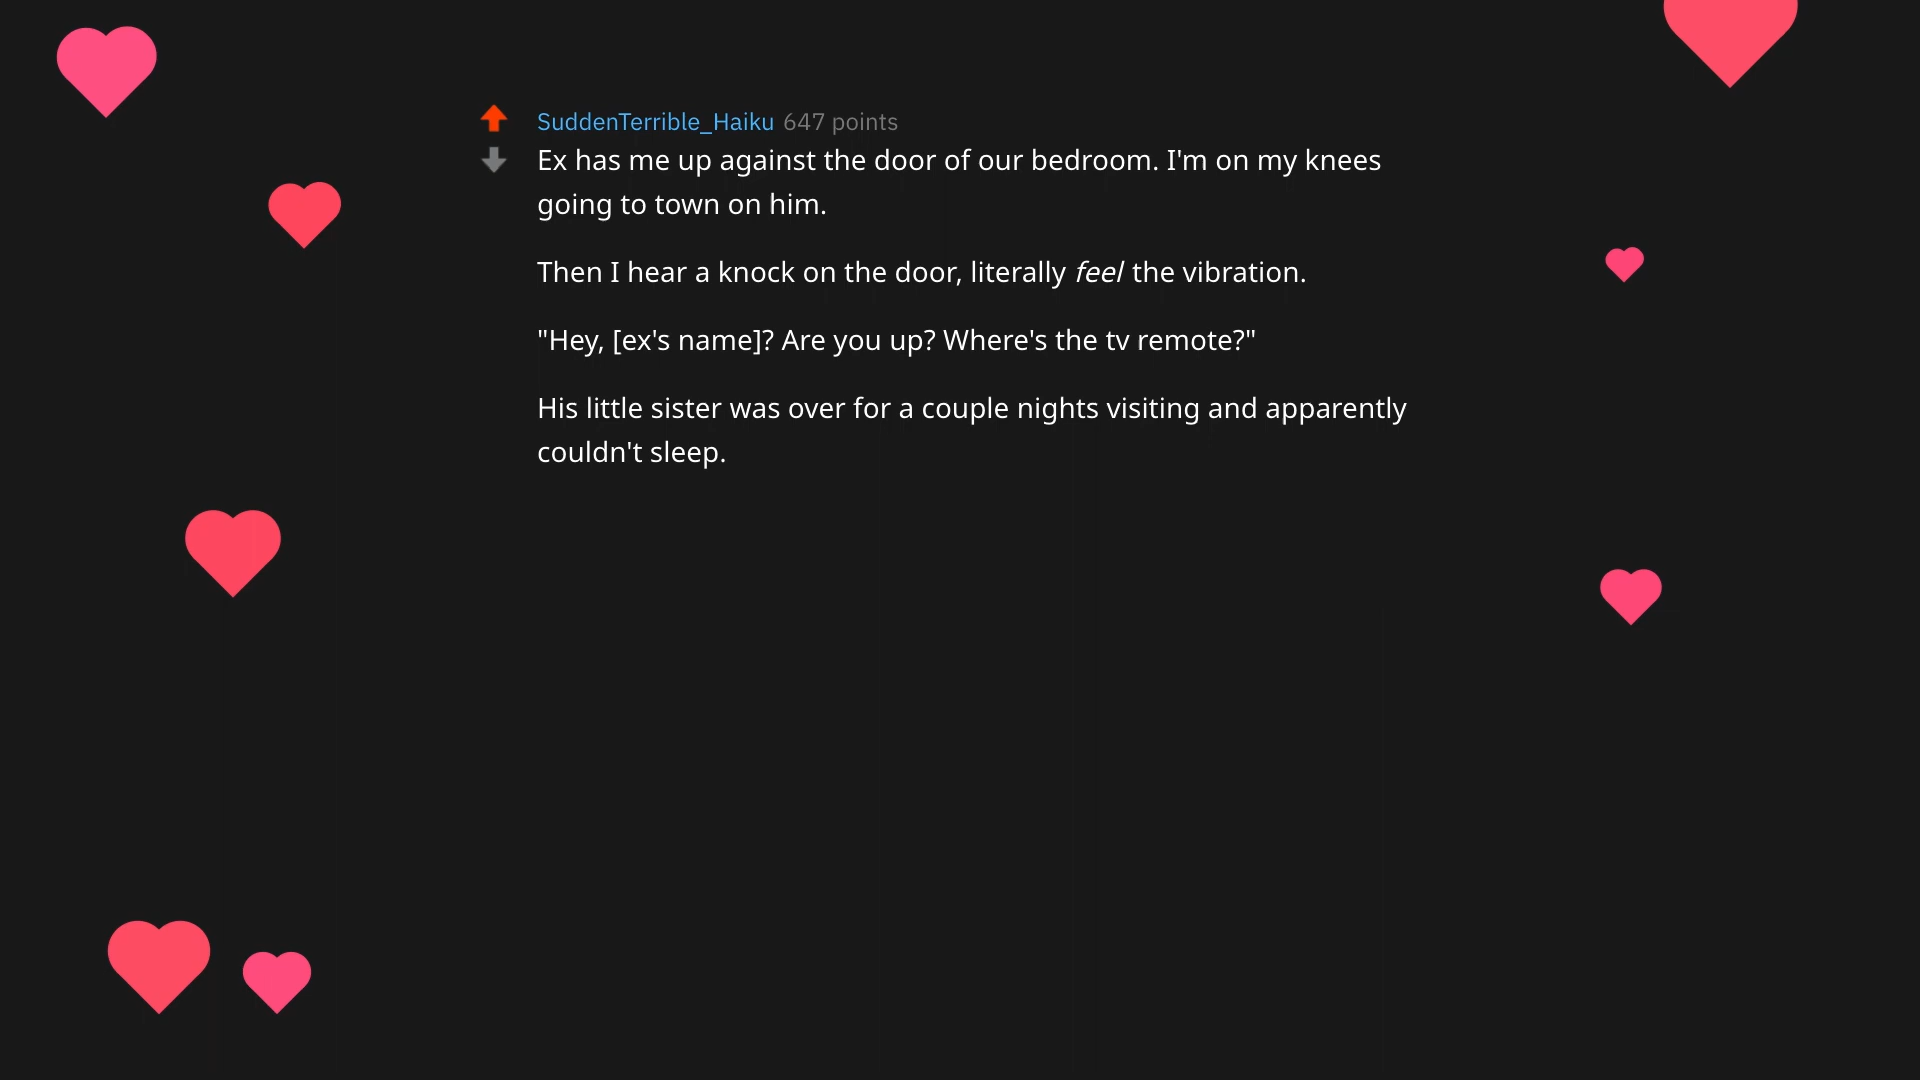 SuddenTerrible_Haiku 647 points
Ex has me up against the door of our bedroom. I'm on my knees
going to town on him.
Then I hear a knock on the door, literally feel the vibration.
"Hey, [ex's name]? Are you up? Where's the tv remote?"
His little sister was over for a couple nights visiting and apparently
couldn't sleep.